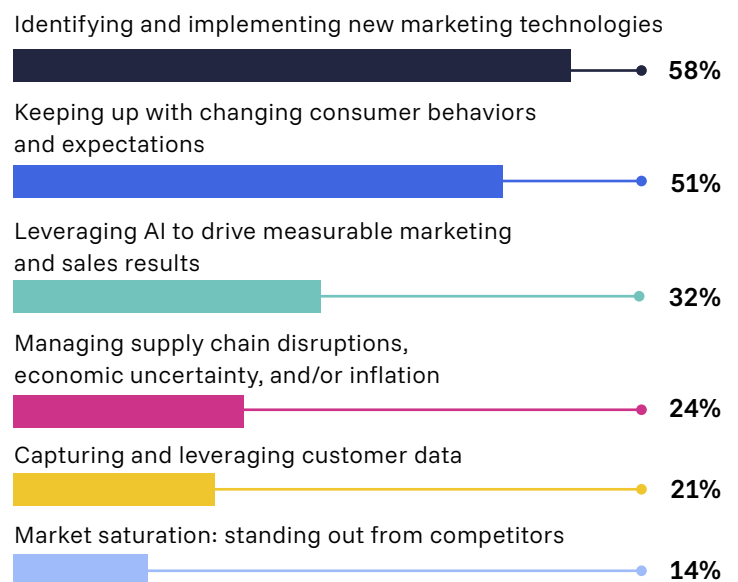 Identifying and implementing new marketing technologies
58%
Keeping up with changing consumer behaviors
and expectations
51%
Leveraging AI to drive measurable marketing
and sales results
32%
Managing supply chain disruptions,
economic uncertainty, and/or inflation
24%
Capturing and leveraging customer data
21%
Market saturation: standing out from competitors
14%